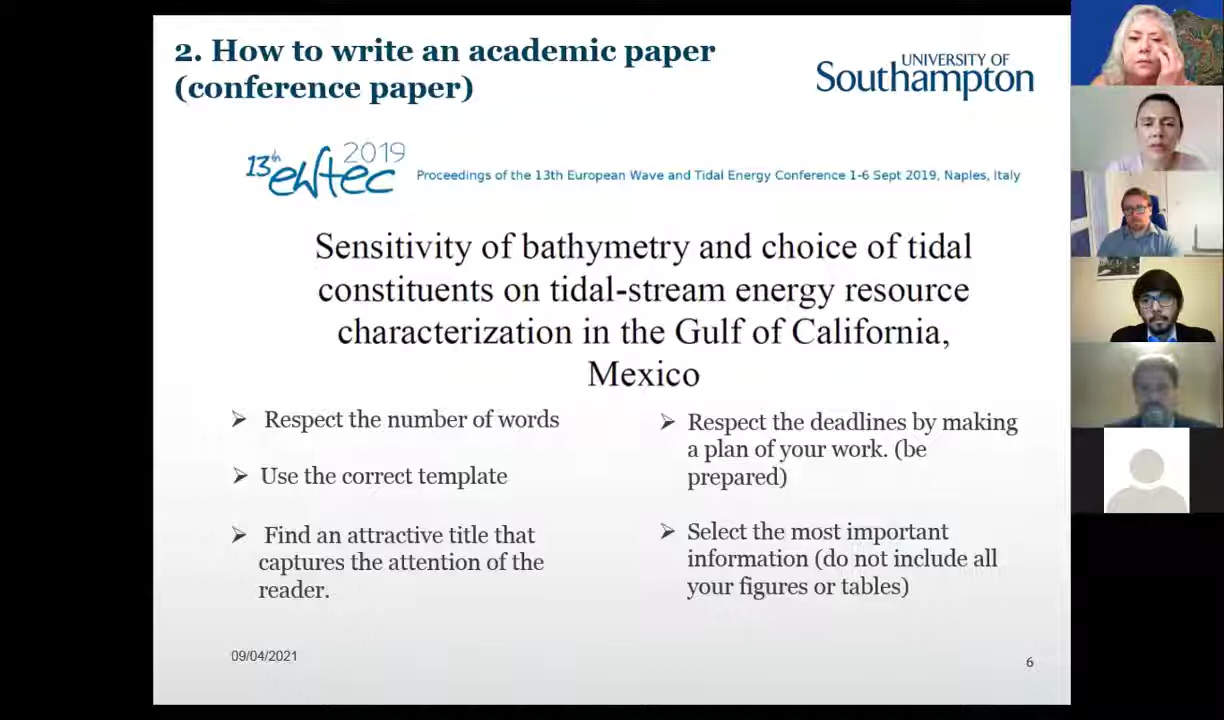 2. How to write an academic paper
(conference paper)
UNIVERSITY OF
Southampton
13th ewtec 2019
Proceedings of the 13th European Wave and Tidal Energy Conference 1-6 Sept 2019, Naples, Italy
Sensitivity of bathymetry and choice of tidal
constituents on tidal-stream energy resource
characterization in the Gulf of California,
Mexico
Respect the number of words
Use the correct template
Find an attractive title that
captures the attention of the
reader.
Respect the deadlines by making
a plan of your work. (be
prepared)
Select the most important
information (do not include all
your figures or tables)
09/04/2021
6